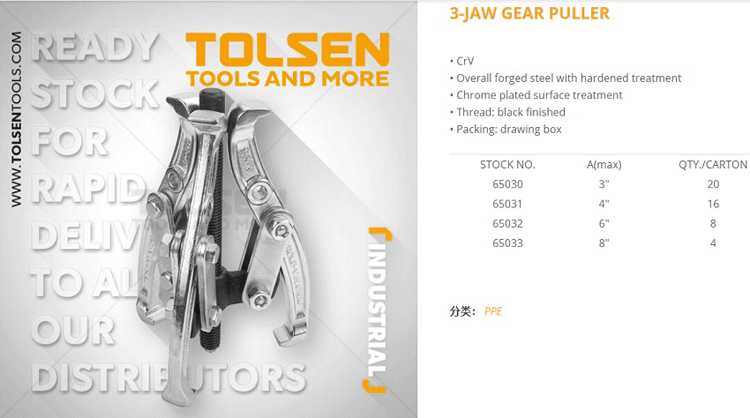 WWW.TOLSENTOOLS.COM
READY
STOCK
FOR
RAPID
DELIV
TO AL
OUR
DISTRIBUTORS
TOLSEN
TOOLS AND MORE
INDUSTRIAL
3-JAW GEAR PULLER
• CrV
• Overall forged steel with hardened treatment
• Chrome plated surface treatment
• Thread; black finished
• Packing: drawing box
STOCK NO. A(max) QTY./CARTON
65030 3" 20
65031 4" 16
65032 6" 8
65033 8" 4
分类： PPE